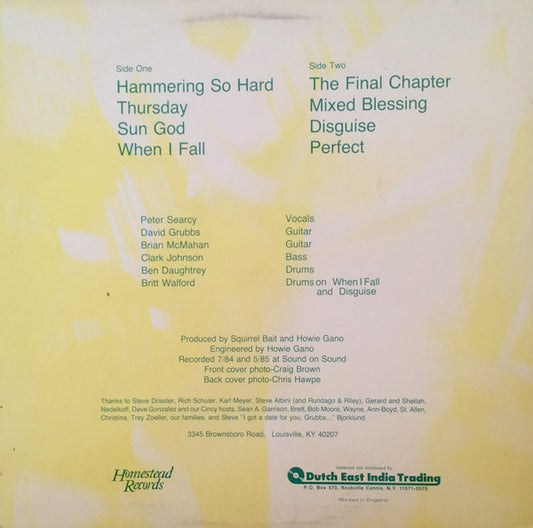 Side One
Hammering So Hard
Thursday
Sun God
When I Fall
Side Two
The Final Chapter
Mixed Blessing
Disguise
Perfect
Peter Searcy Vocals
David Grubbs Guitar
Brian McMahan Guitar
Clark Johnson Bass
Ben Daughtrey Drums
Britt Walford Drums on When I Fall
and Disguise
Produced by Squirrel Bait and Howie Gano
Engineered by Howie Gano
Recorded 7/84 and 5/85 at Sound on Sound
Front cover photo-Craig Brown
Back cover photo-Chris Hawpe
Thanks to Steve Driesler, Rich Schuler, Karl Meyer, Steve Albini (and Rundago & Riley), Gerard and Sheilah,
Nedelkoff, Dave Gonzalez and our Cincy hosts, Sean A. Garrison, Brett, Bob Moore, Wayne, Ann-Boyd, St. Allen,
Christina, Trey Zoeller, our families, and Steve "I got a date for you, Grubbs..." Bjorklund.
3345 Brownsboro Road, Louisville, KY 40207
Homestead
Records
marketed and distributed by
Dutch East India Trading
P.O. Box 570, Rockville Centre, N.Y. 11571-0570
Printed in England